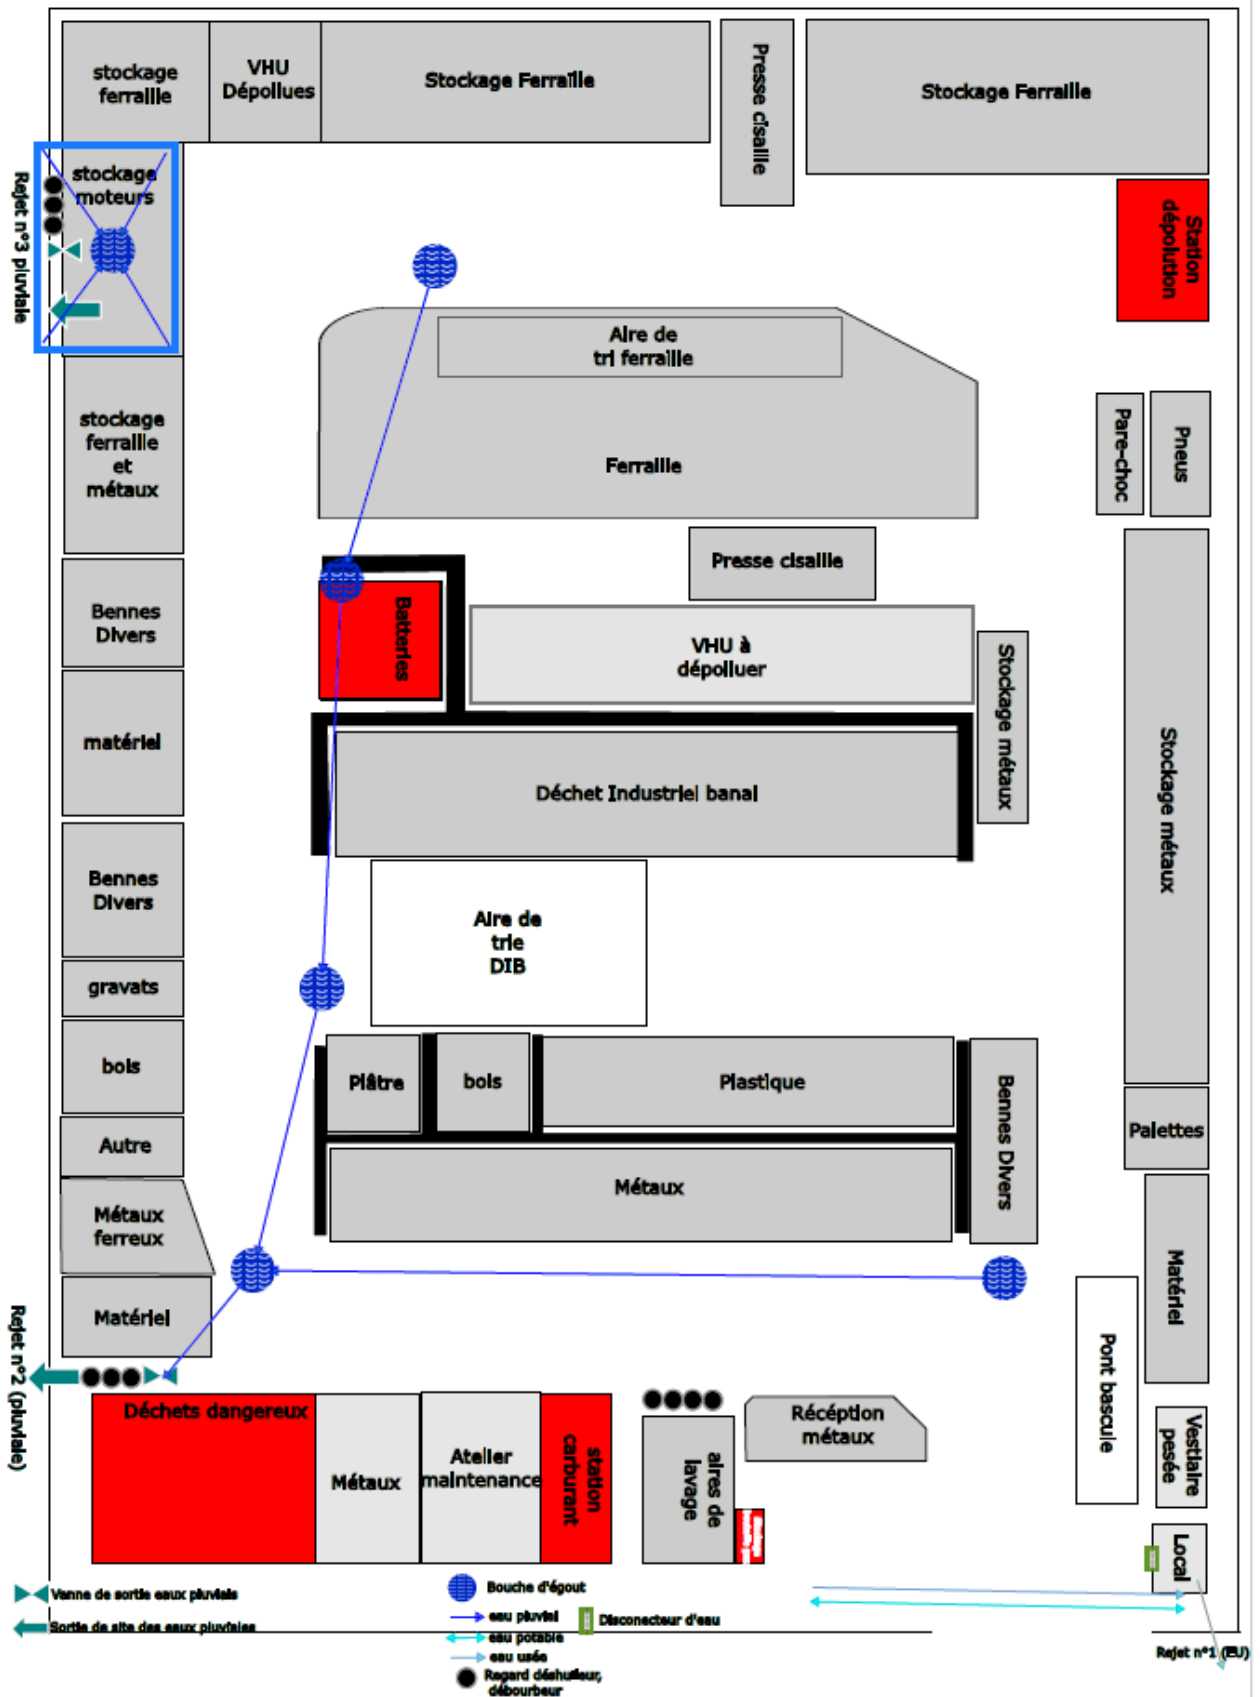 stockage
ferraille
VHU
Dépollues
Stockage Ferraille
Presse cisaille
Stockage Ferraille
stockage
moteurs
Rejet n°3 pluviale
Station
dépolution
Aire de
tri ferraille
Ferraille
stockage
ferraille
et
métaux
Pare-choc
Pneus
Presse cisaille
Bennes
Divers
Batteries
VHU à
dépolluer
Stockage métaux
matériel
Déchet Industriel banal
Stockage métaux
Bennes
Divers
Aire de
trie
DIB
gravats
bois
Plâtre
bois
Plastique
Bennes Divers
Palettes
Autre
Métaux
Métaux
ferreux
Matériel
Matériel
Rejet n°2 (pluviale)
Pont bascule
Déchets dangereux
Métaux
Atelier
maintenance
station
carburant
aires de
lavage
Récéption
métaux
Vestiaire
pesée
Local
Vanne de sortie eaux pluviais
Sortie de site des eaux pluviales
Bouche d'égout
eau pluvial
eau potable
eau usée
Regard déshuileur,
débourbeur
Disconecteur d'eau
Rejet n°1 (EU)